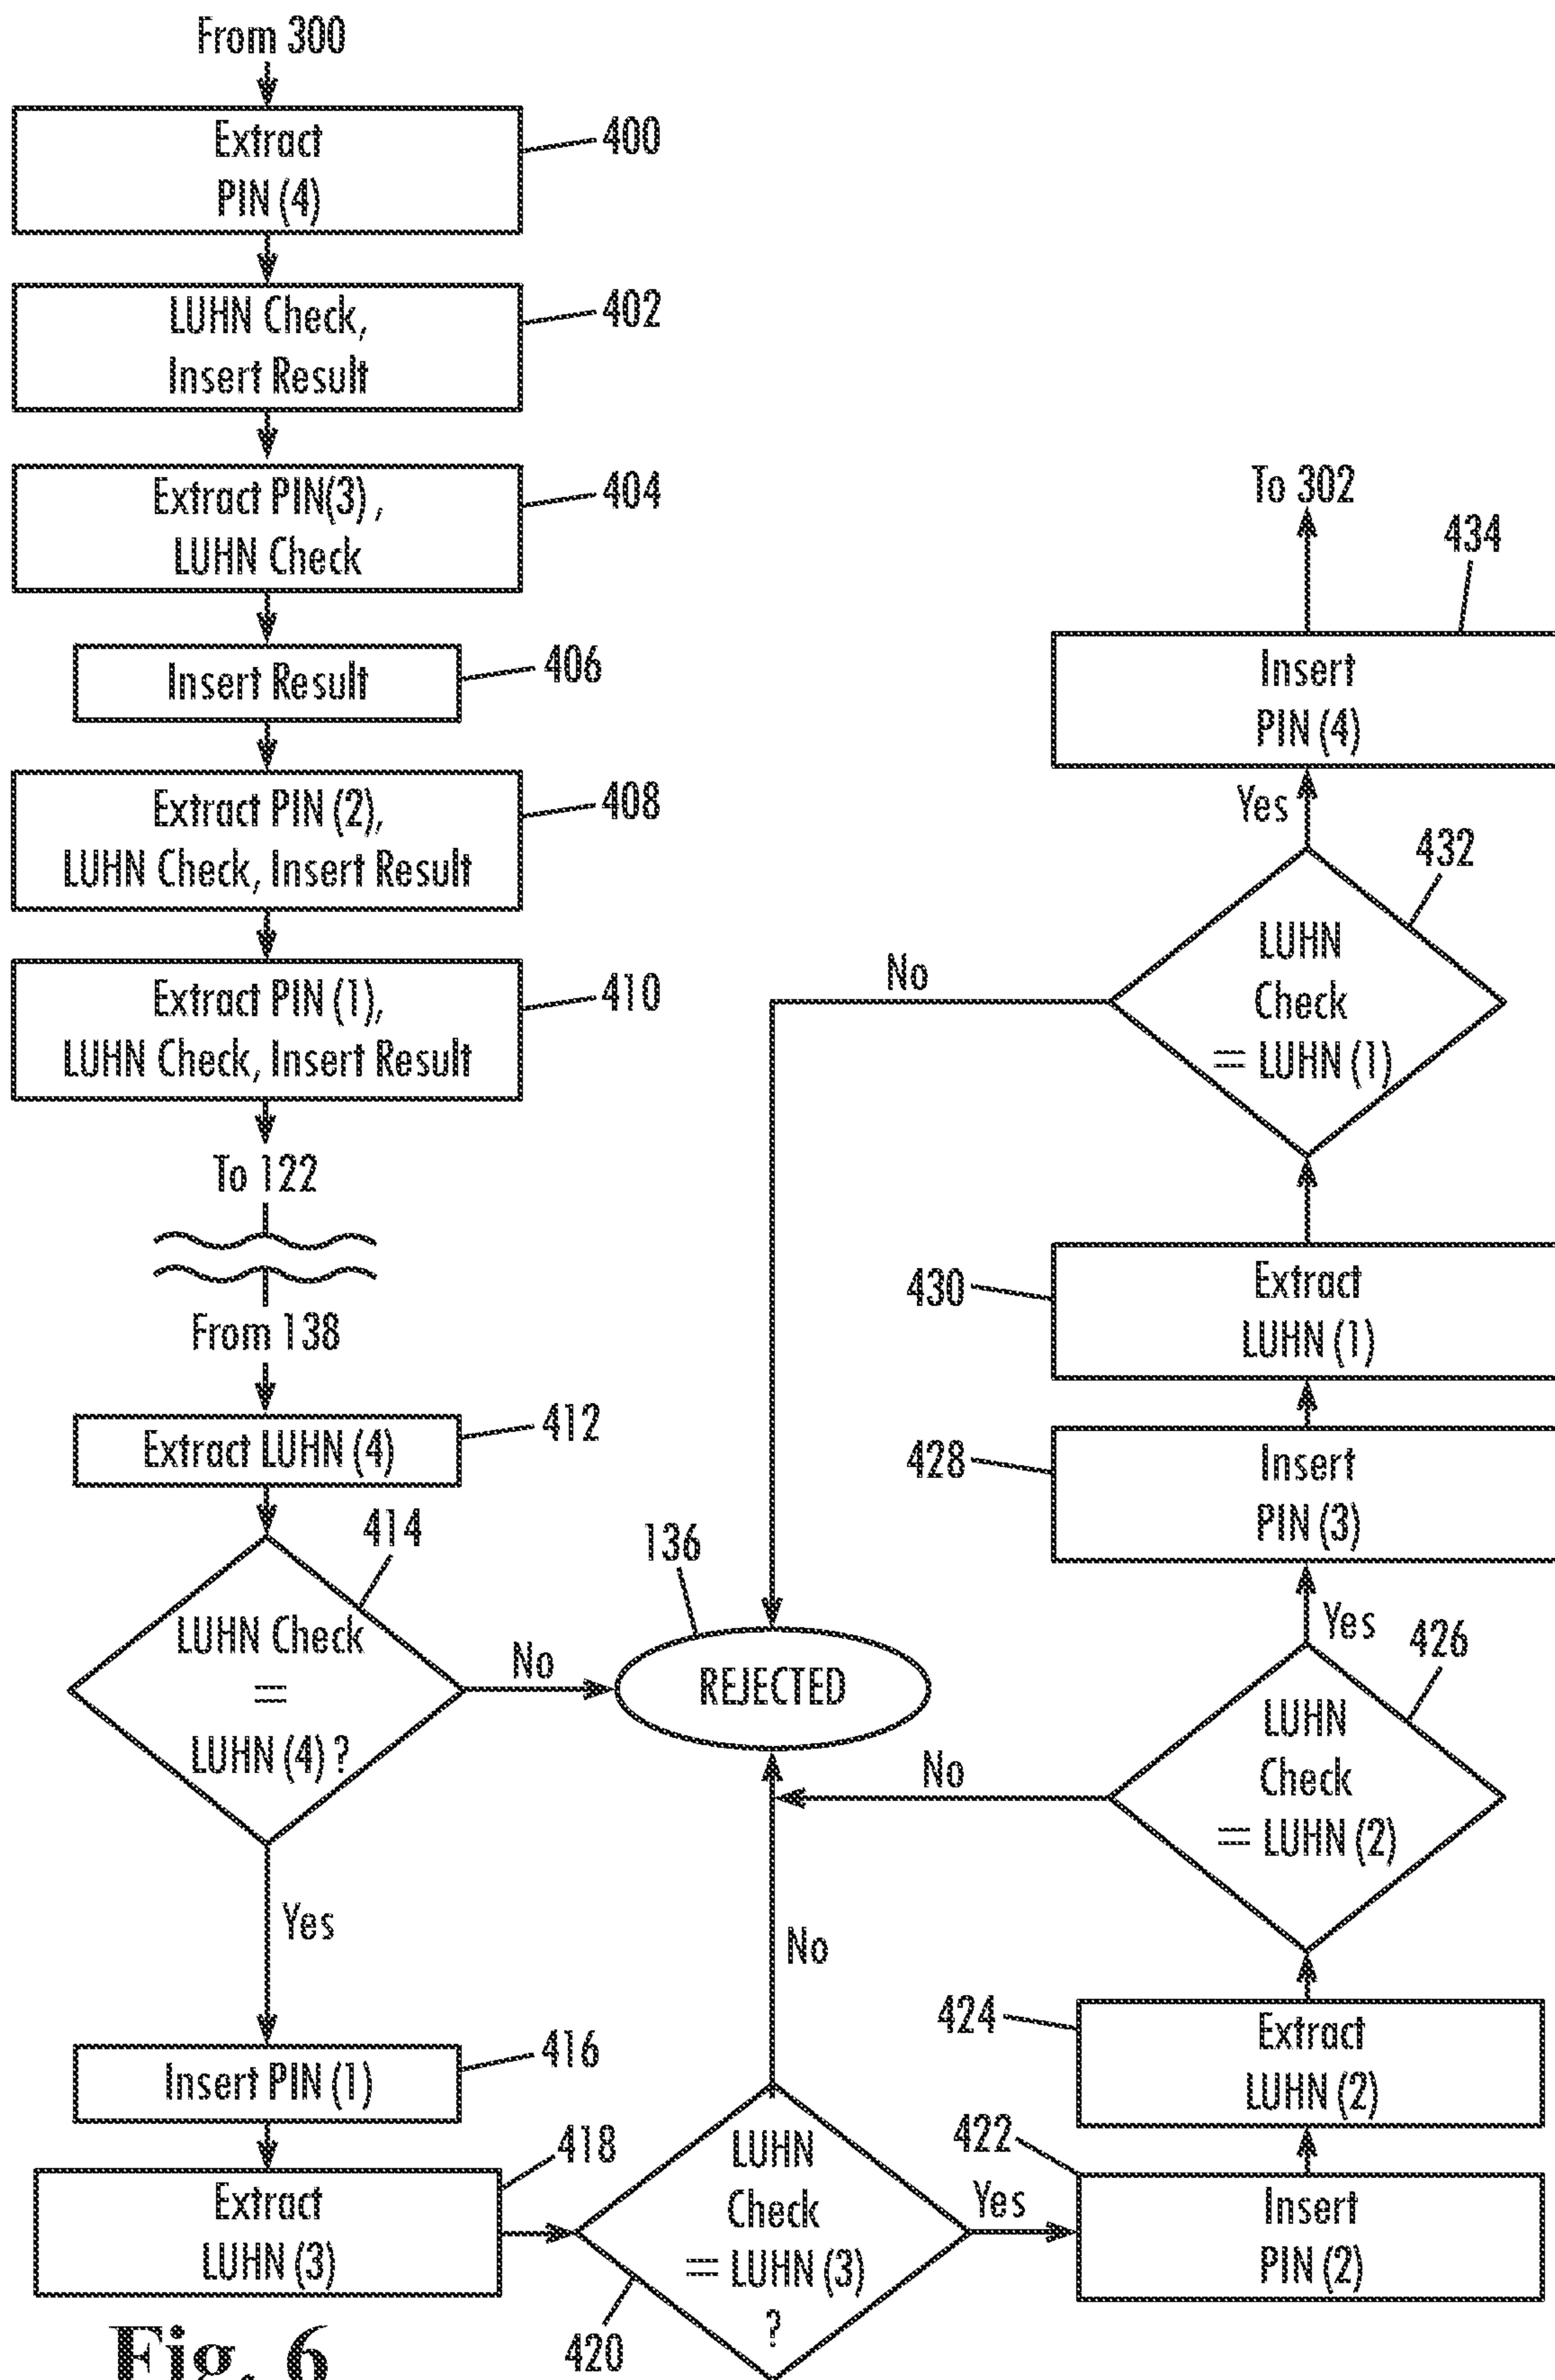 From 300
Extract
PIN (4)
400
LUHN Check,
Insert Result
402
Extract PIN(3),
LUHN Check
404
Insert Result
406
Extract PIN (2),
LUHN Check, Insert Result
408
Extract PIN (1),
LUHN Check, Insert Result
410
To 122
From 138
Extract LUHN (4)
412
LUHN Check
=
LUHN (4) ?
414
No
Yes
136
REJECTED
Insert PIN (1)
416
Extract
LUHN (3)
418
LUHN
Check
= LUHN (3)
?
420
No
Yes
Insert
PIN (2)
422
Extract
LUHN (2)
424
LUHN
Check
= LUHN (2)
426
No
Yes
Insert
PIN (3)
428
Extract
LUHN (1)
430
LUHN
Check
= LUHN (1)
432
No
Yes
Insert
PIN (4)
434
To 302
Fig. 6